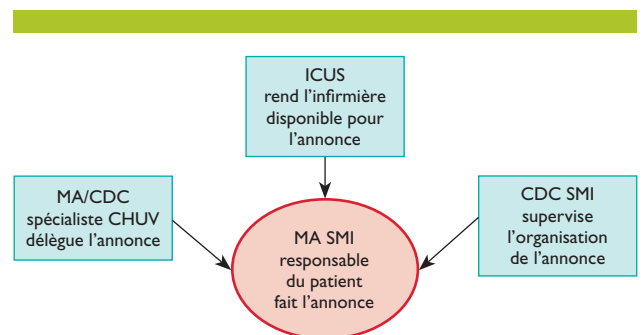 ICUS
rend l’infirmière
disponible pour
l’annonce
MA/CDC
spécialiste CHUV
délègue l’annonce
MA SMI
responsable
du patient
fait l’annonce
CDC SMI
supervise
l’organisation
de l’annonce